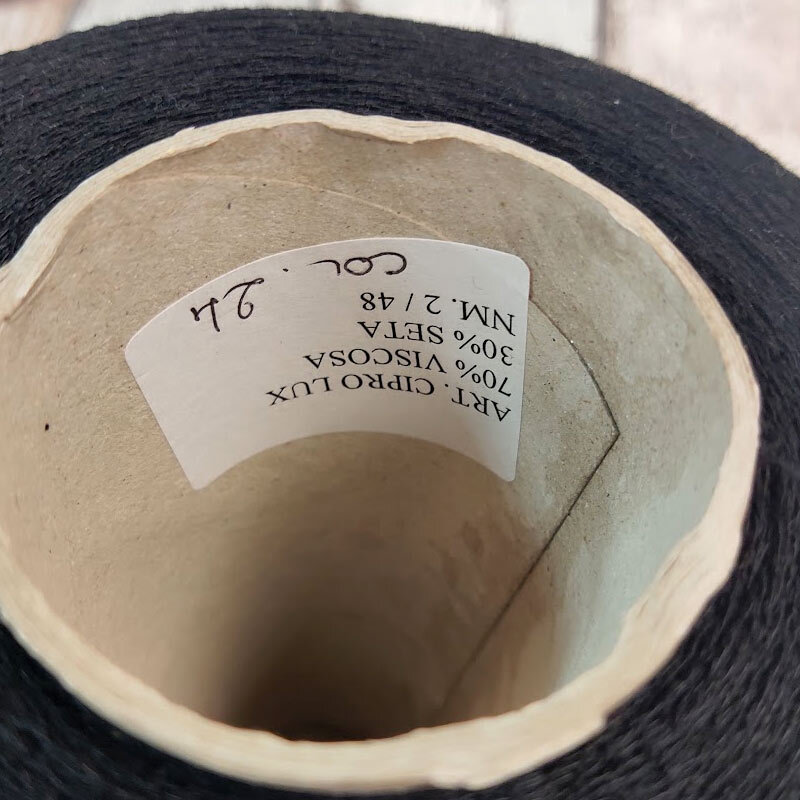 ART. CIPRO LUX
70% VISCOSA
30% SETA
NM. 2 / 48
COL. 24